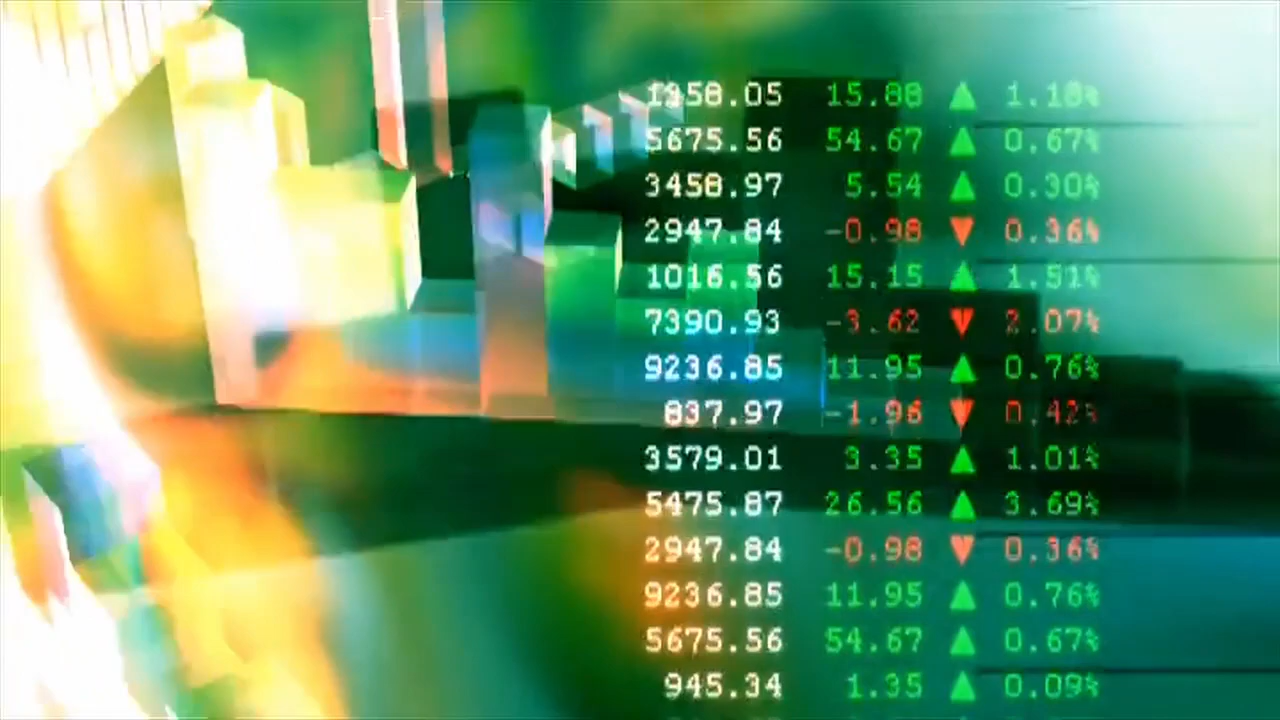 1958.05 15.88 ▲ 1.18%
5675.56 54.67 ▲ 0.67%
3458.97 5.54 ▲ 0.30%
2947.84 -0.98 ▼ 0.36%
1016.56 15.15 ▲ 1.51%
7390.93 -3.62 ▼ 2.07%
9236.85 11.95 ▲ 0.76%
837.97 -1.96 ▼ 0.42%
3579.01 3.35 ▲ 1.01%
5475.87 26.56 ▲ 3.69%
2947.84 -0.98 ▼ 0.36%
9236.85 11.95 ▲ 0.76%
5675.56 54.67 ▲ 0.67%
945.34 1.35 ▲ 0.09%